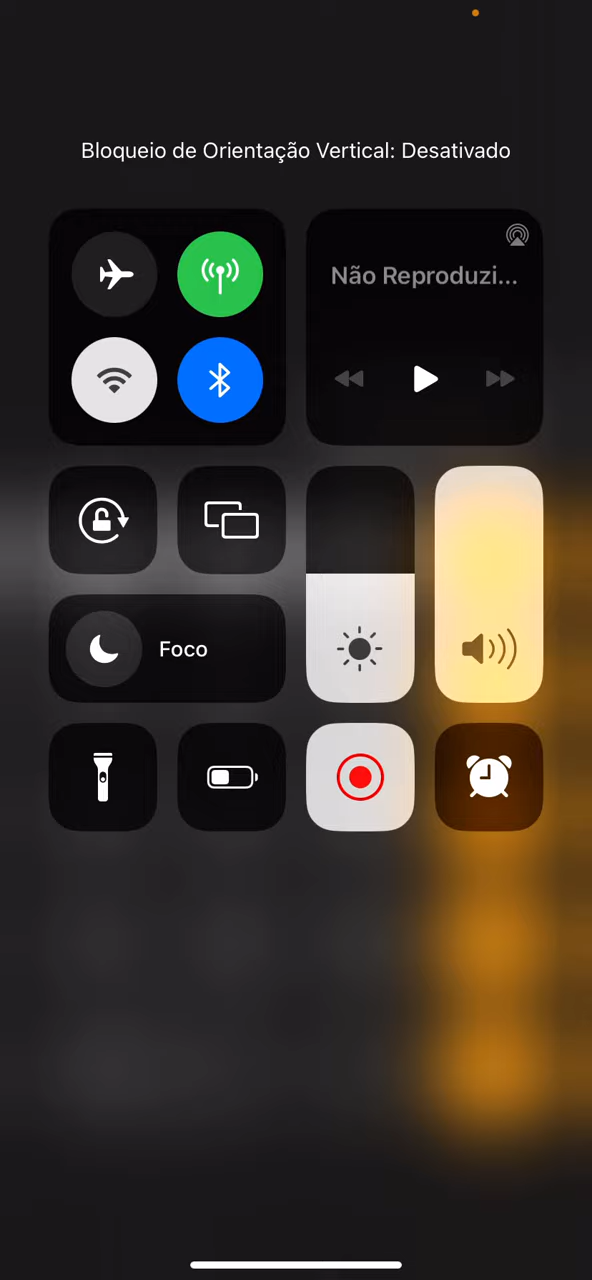 Bloqueio de Orientação Vertical: Desativado
Não Reproduzi...
Foco